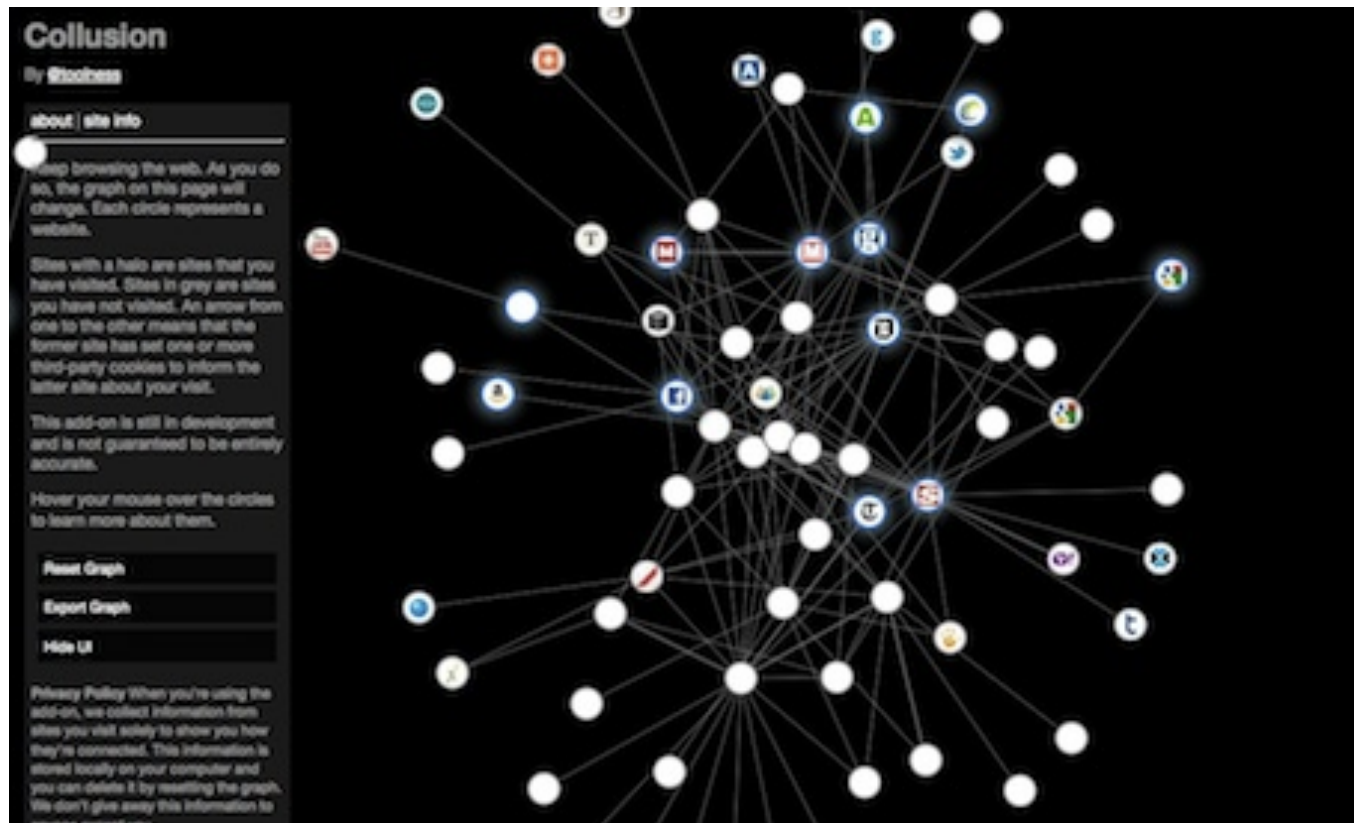 Collusion
By @toolness
about | site info
Keep browsing the web. As you do
so, the graph on this page will
change. Each circle represents a
website.
Sites with a halo are sites that you
have visited. Sites in grey are sites
you have not visited. An arrow from
one to the other means that the
former site has set one or more
third-party cookies to inform the
latter site about your visit.
This add-on is still in development
and is not guaranteed to be entirely
accurate.
Hover your mouse over the circles
to learn more about them.
Reset Graph
Export Graph
Hide UI
Privacy Policy When you're using the
add-on, we collect information from
sites you visit solely to show you how
they're connected. This information is
stored locally on your computer and
you can delete it by resetting the graph.
We don't give away this information to